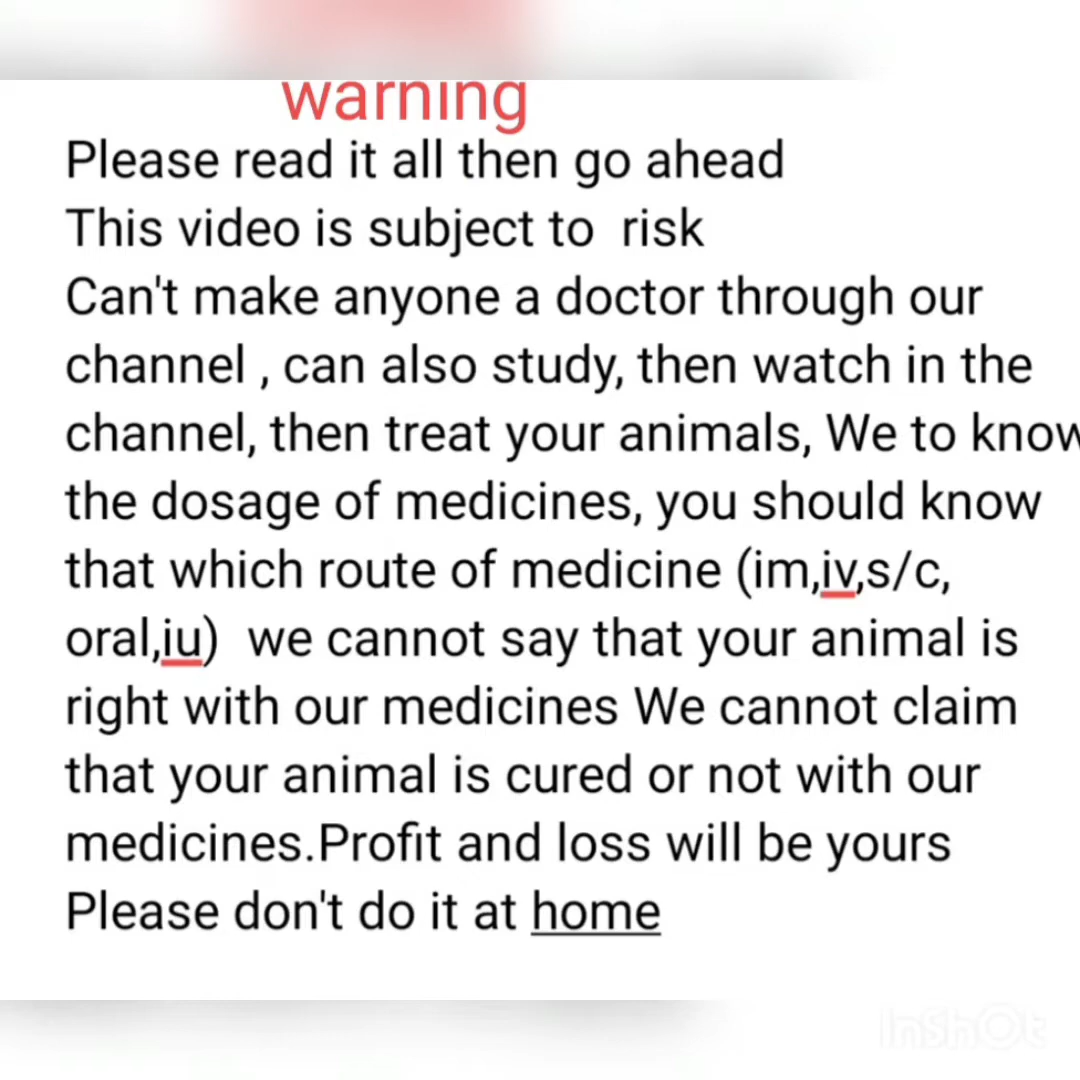 warning
Please read it all then go ahead
This video is subject to risk
Can't make anyone a doctor through our
channel , can also study, then watch in the
channel, then treat your animals, We to know
the dosage of medicines, you should know
that which route of medicine (im,iv,s/c,
oral,iu) we cannot say that your animal is
right with our medicines We cannot claim
that your animal is cured or not with our
medicines.Profit and loss will be yours
Please don't do it at home
InShOt